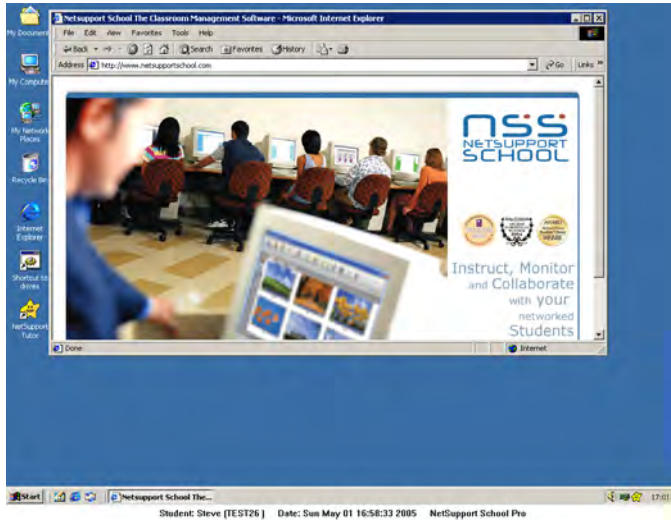 Netsupport School The Classroom Management Software - Microsoft Internet Explorer
File Edit View Favorites Tools Help
Back Search Favorites History
Address http://www.netsupportschool.com Go Links »
My Documents
My Computer
My Network Places
Recycle Bin
Internet Explorer
Shortcut to drives
NetSupport Tutor
nss
NETSUPPORT
SCHOOL
Instruct, Monitor
and Collaborate
with your
networked
Students
Done Internet
Start Netsupport School The... 17:01
Student: Steve (TEST26 ) Date: Sun May 01 16:58:33 2005 NetSupport School Pro